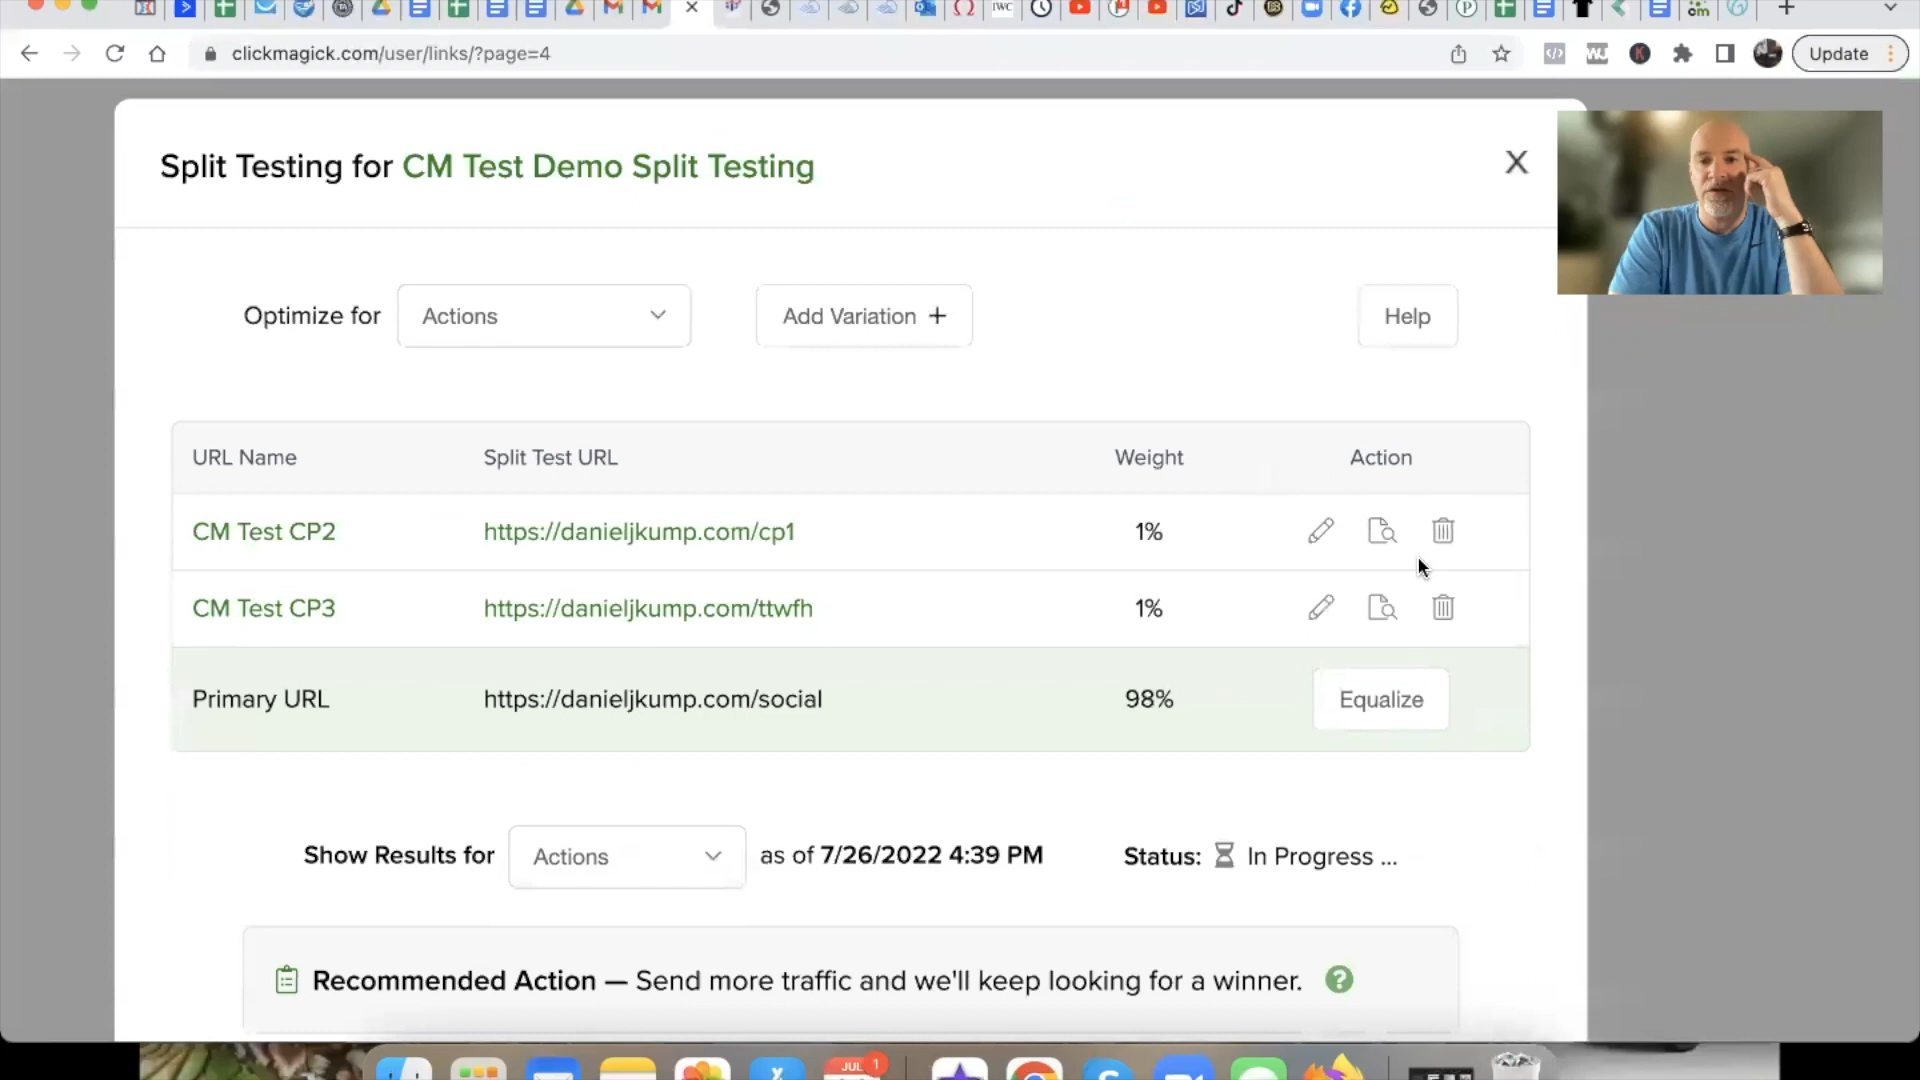 clickmagick.com/user/links/?page=4
Update
Split Testing for CM Test Demo Split Testing
X
Optimize for
Actions
Add Variation +
Help
URL Name Split Test URL Weight Action
CM Test CP2 https://danieljkump.com/cp1 1%
CM Test CP3 https://danieljkump.com/ttwfh 1%
Primary URL https://danieljkump.com/social 98% Equalize
Show Results for Actions as of 7/26/2022 4:39 PM Status: In Progress ...
Recommended Action — Send more traffic and we'll keep looking for a winner. ?
JUL 1